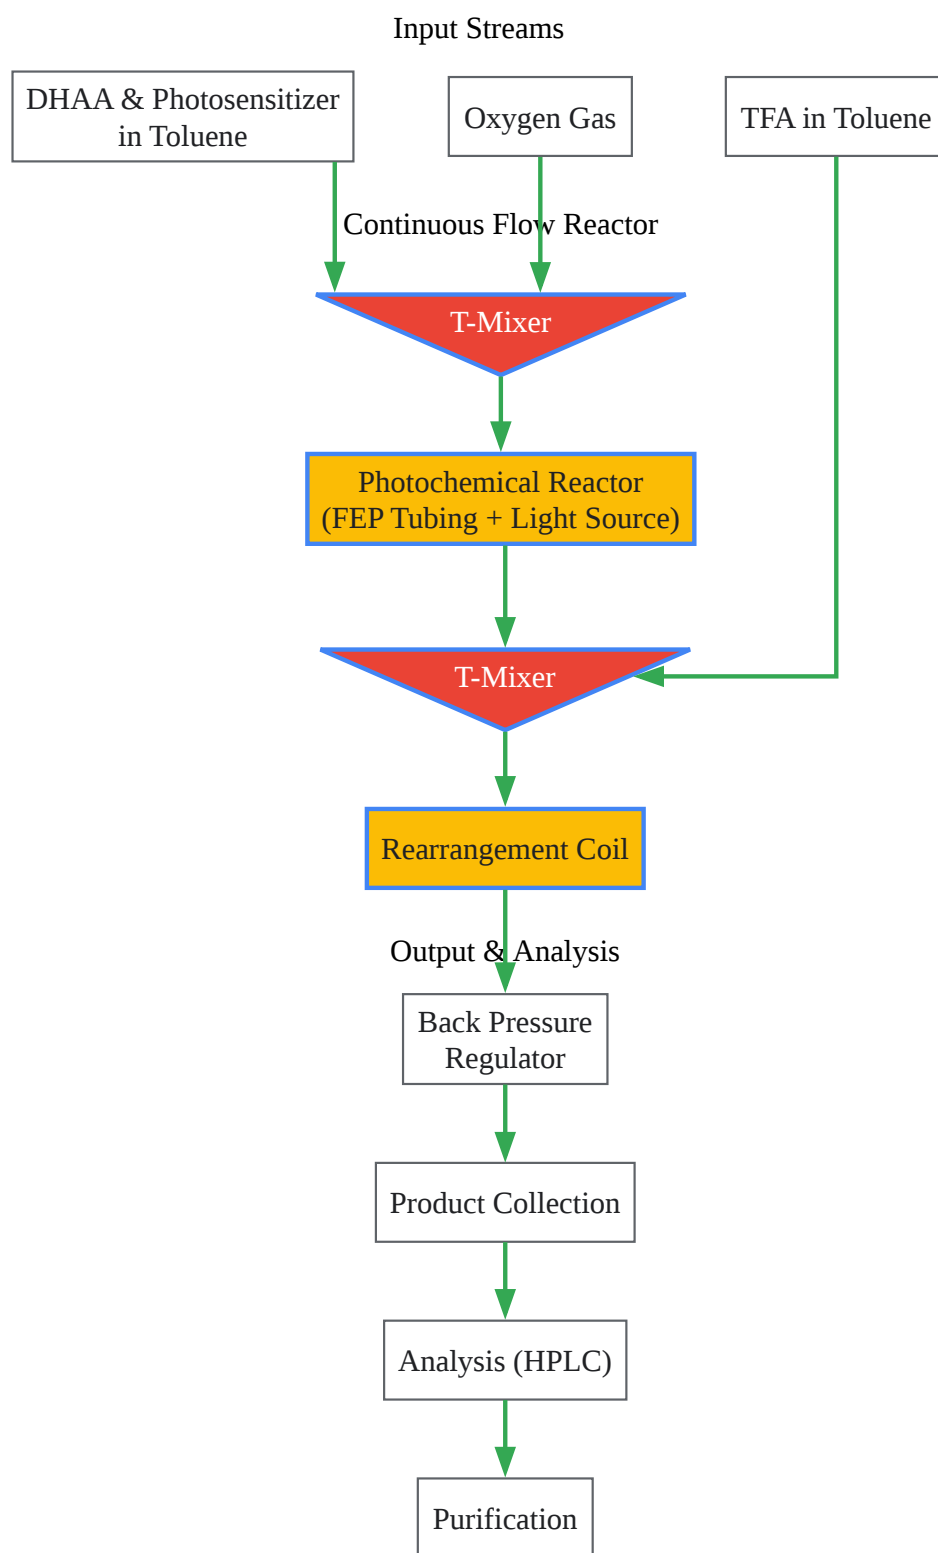 Input Streams
DHAA & Photosensitizer
in Toluene
Oxygen Gas
TFA in Toluene
Continuous Flow Reactor
T-Mixer
Photochemical Reactor
(FEP Tubing + Light Source)
T-Mixer
Rearrangement Coil
Output & Analysis
Back Pressure
Regulator
Product Collection
Analysis (HPLC)
Purification